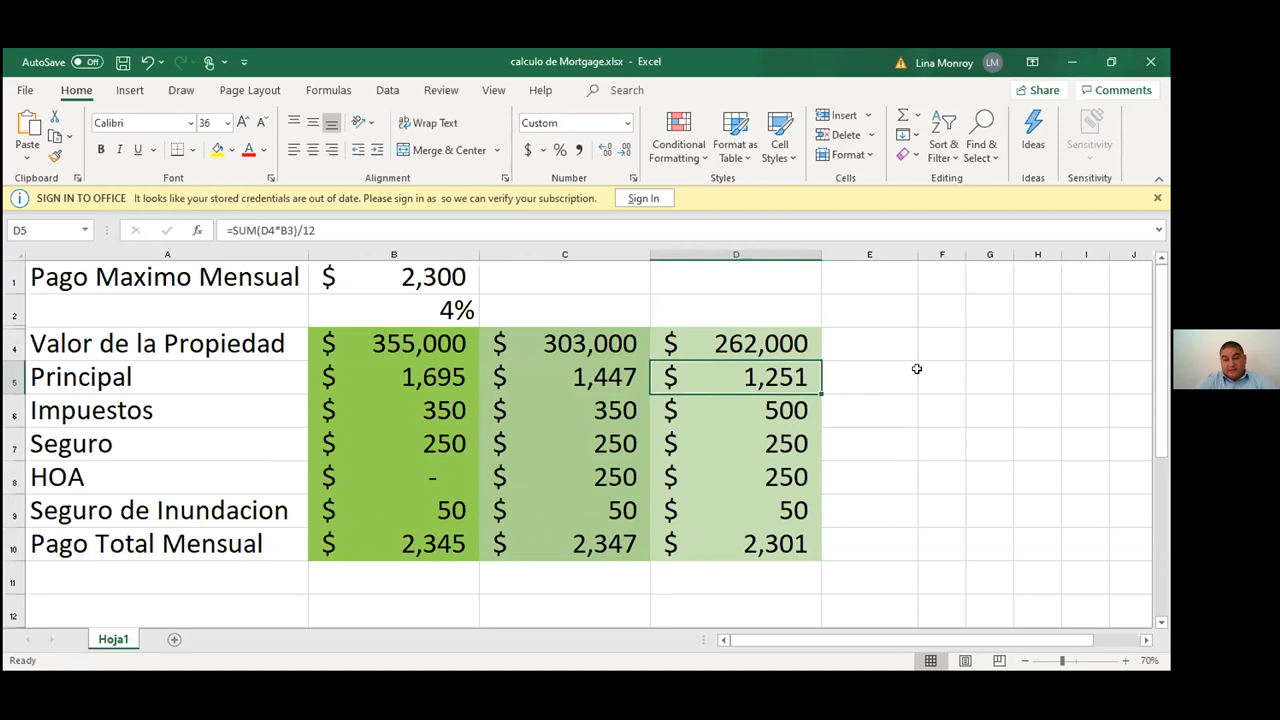 AutoSave Off calculo de Mortgage.xlsx - Excel Lina Monroy LM
File Home Insert Draw Page Layout Formulas Data Review View Help Search Share Comments
Calibri 36 A A Wrap Text Custom Insert Σ
Paste B I U A Merge & Center $ % , Conditional Formatting Format as Table Cell Styles Delete Format Sort & Filter Find & Select Ideas Sensitivity
Clipboard Font Alignment Number Styles Cells Editing Ideas Sensitivity
SIGN IN TO OFFICE It looks like your stored credentials are out of date. Please sign in as so we can verify your subscription. Sign In
D5 fx =SUM(D4*B3)/12
A B C D E F G H I J
1 Pago Maximo Mensual $ 2,300
2 4%
4 Valor de la Propiedad $ 355,000 $ 303,000 $ 262,000
5 Principal $ 1,695 $ 1,447 $ 1,251
6 Impuestos $ 350 $ 350 $ 500
7 Seguro $ 250 $ 250 $ 250
8 HOA $ - $ 250 $ 250
9 Seguro de Inundacion $ 50 $ 50 $ 50
10 Pago Total Mensual $ 2,345 $ 2,347 $ 2,301
11
12
Hoja1
Ready 70%